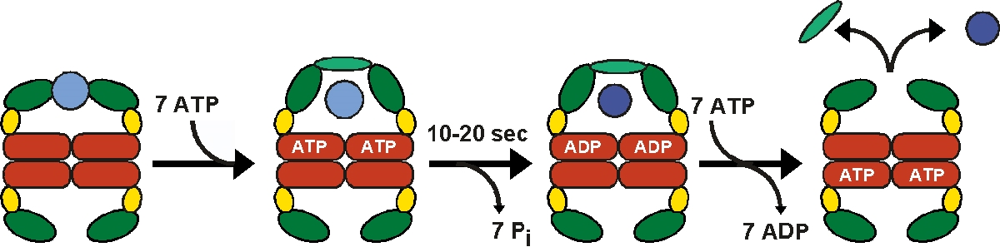 7 ATP
ATP ATP
10-20 sec
7 Pi
ADP ADP
7 ATP
7 ADP
ATP ATP